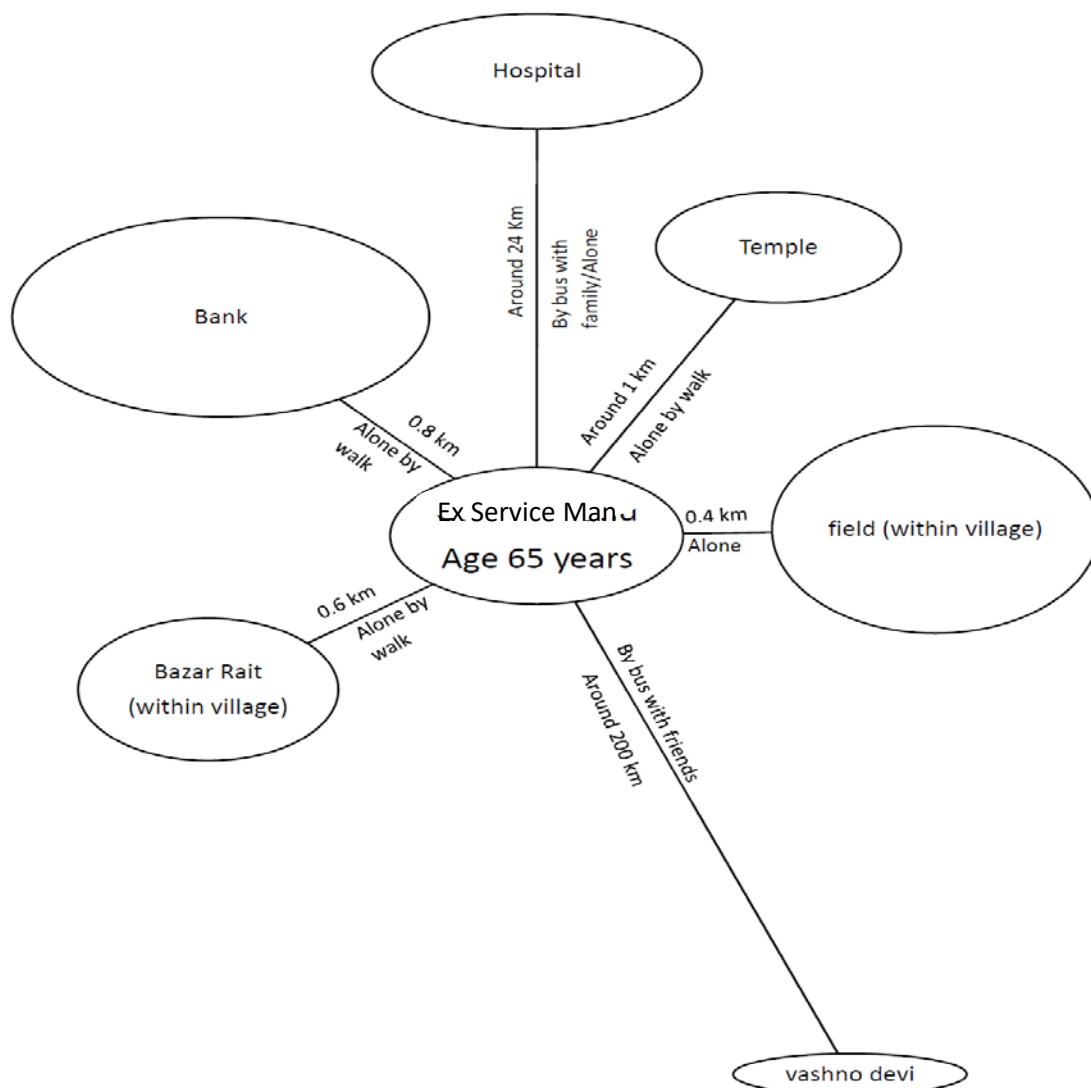 Hospital
Around 24 Km
By bus with
family/Alone
Temple
Around 1 km
Alone by walk
Bank
0.8 km
Alone by
walk
Ex Service Man
Age 65 years
0.4 km
Alone
field (within village)
0.6 km
Alone by
walk
Bazar Rait
(within village)
By bus with friends
Around 200 km
vashno devi